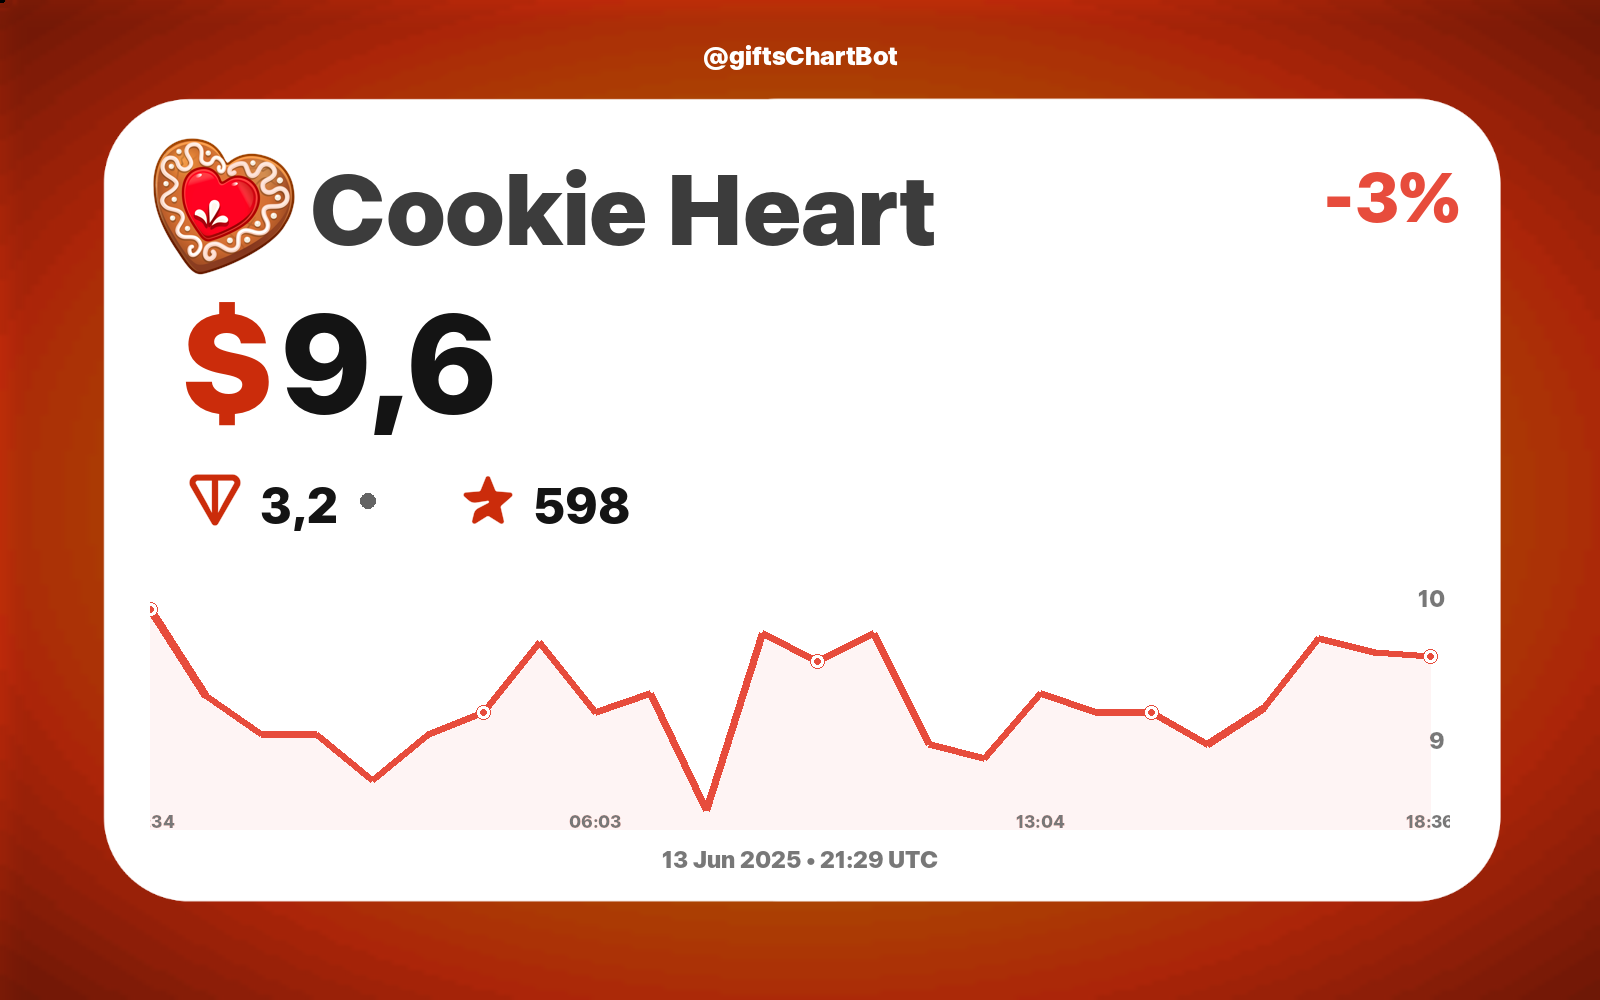 @giftsChartBot
Cookie Heart
-3%
$9,6
3,2 • 598
10
9
34 06:03 13:04 18:36
13 Jun 2025 • 21:29 UTC